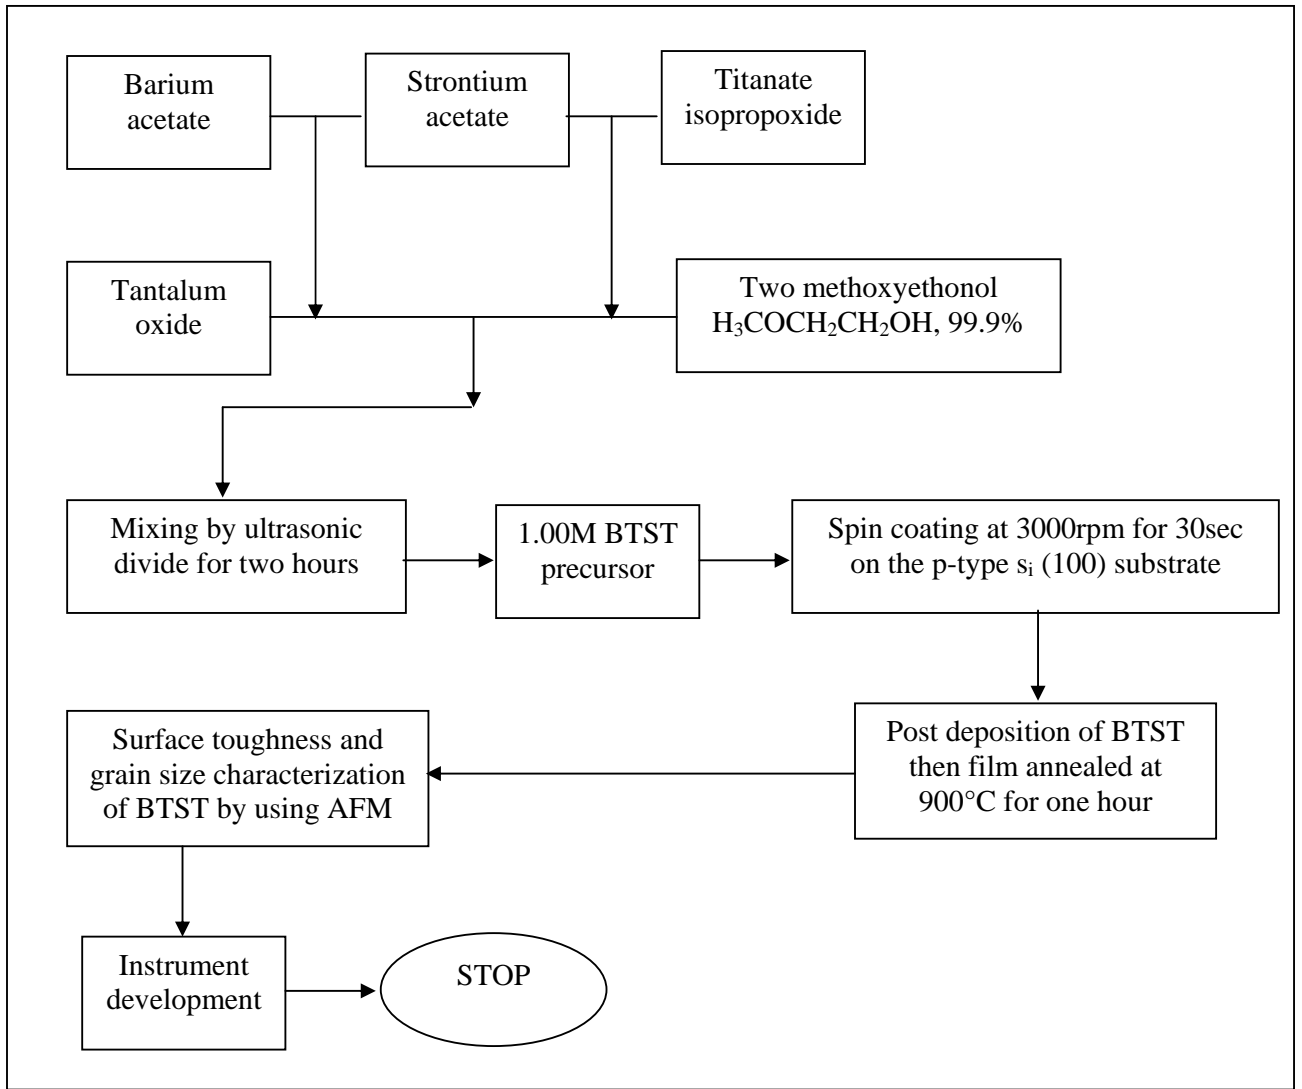 Barium
acetate
Strontium
acetate
Titanate
isopropoxide
Tantalum
oxide
Two methoxyethonol
H₃COCH₂CH₂OH, 99.9%
Mixing by ultrasonic
divide for two hours
1.00M BTST
precursor
Spin coating at 3000rpm for 30sec
on the p-type sᵢ (100) substrate
Post deposition of BTST
then film annealed at
900°C for one hour
Surface toughness and
grain size characterization
of BTST by using AFM
Instrument
development
STOP